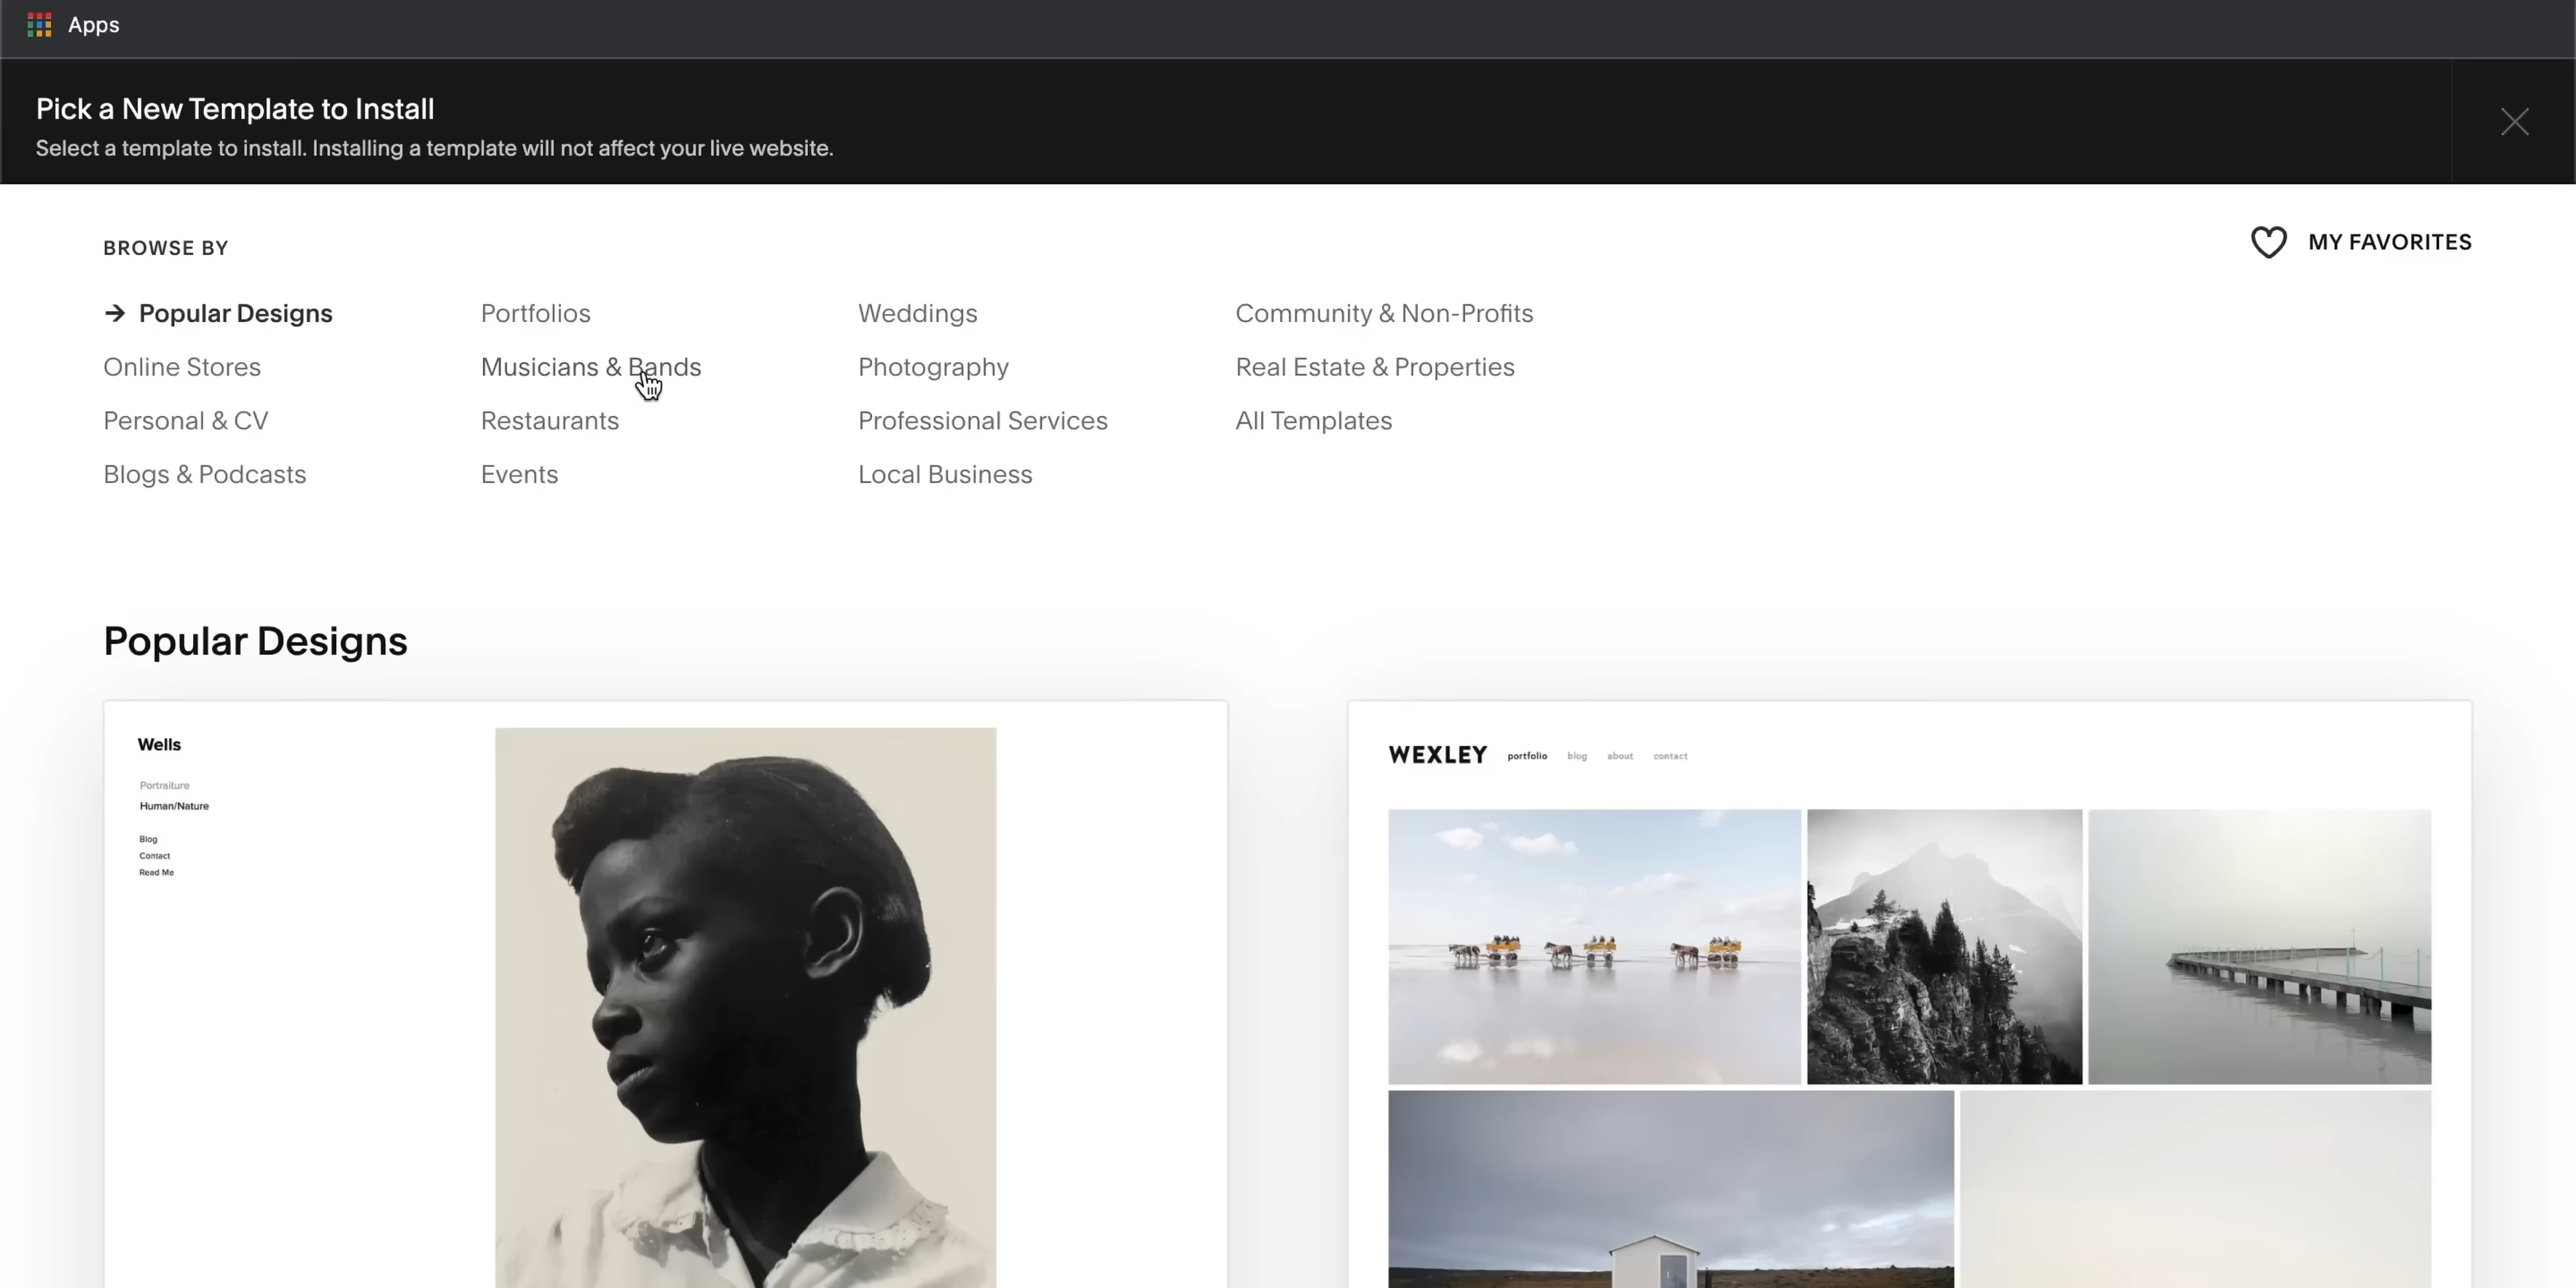 Apps
Pick a New Template to Install
Select a template to install. Installing a template will not affect your live website.
BROWSE BY
MY FAVORITES
Popular Designs
Online Stores
Personal & CV
Blogs & Podcasts
Portfolios
Musicians & Bands
Restaurants
Events
Weddings
Photography
Professional Services
Local Business
Community & Non-Profits
Real Estate & Properties
All Templates
Popular Designs
Wells
Portraiture
Human/Nature
Blog
Contact
Read Me
WEXLEY portfolio blog about contact